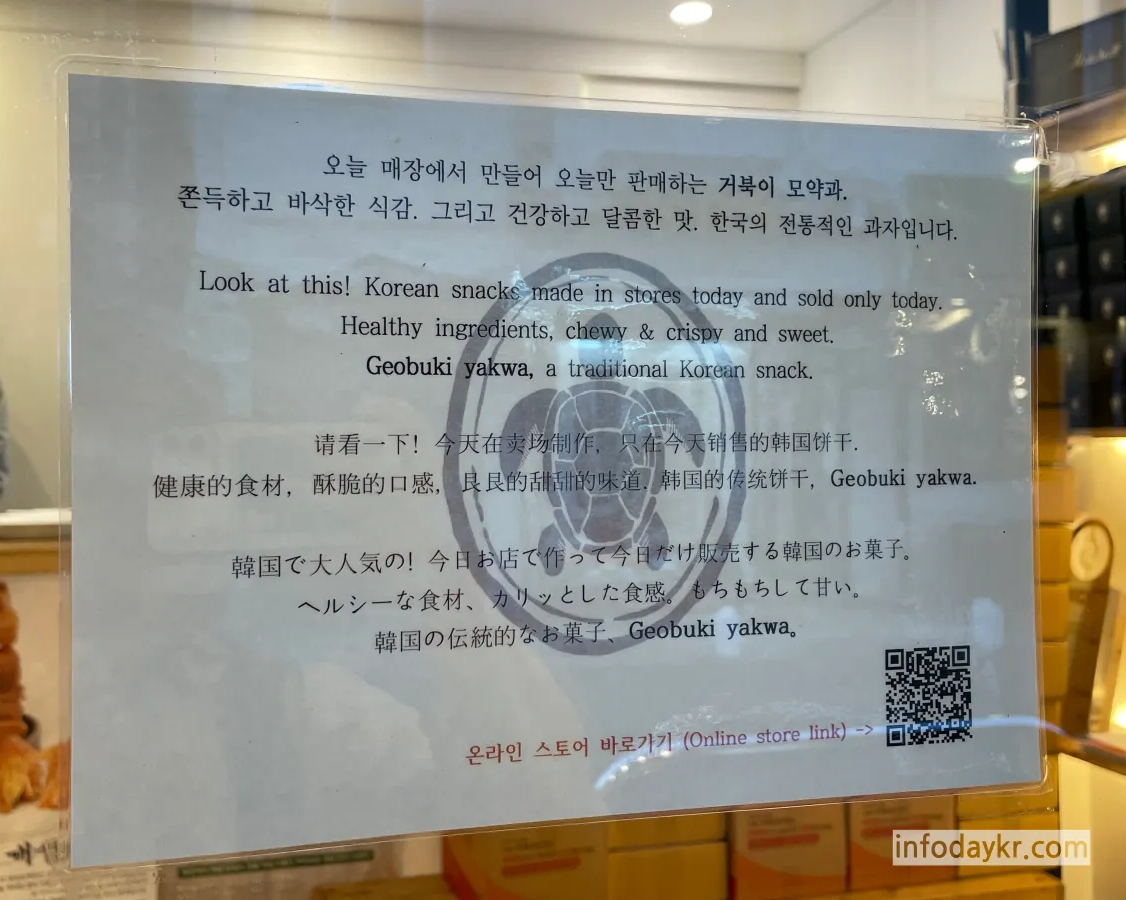 오늘 매장에서 만들어 오늘만 판매하는 거북이 모약과.
쫀득하고 바삭한 식감. 그리고 건강하고 달콤한 맛. 한국의 전통적인 과자입니다.
Look at this! Korean snacks made in stores today and sold only today.
Healthy ingredients, chewy & crispy and sweet.
Geobuki yakwa, a traditional Korean snack.
请看一下! 今天在卖场制作, 只在今天销售的韩国饼干.
健康的食材, 酥脆的口感, 艮艮的甜甜的味道. 韩国的传统饼干, Geobuki yakwa.
韓国で大人気の! 今日お店で作って今日だけ販売する韓国のお菓子。
ヘルシーな食材、カリッとした食感。もちもちして甘い。
韓国の伝統的なお菓子、Geobuki yakwa。
온라인 스토어 바로가기 (Online store link) ->
infodaykr.com